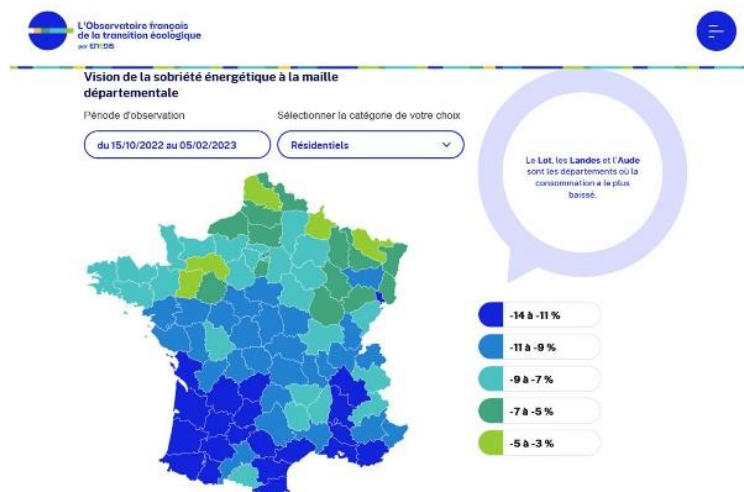 L'Observatoire français
de la transition écologique
par ENEDIS
Vision de la sobriété énergétique à la maille
départementale
Période d'observation
Sélectionner la catégorie de votre choix
du 15/10/2022 au 05/02/2023
Résidentiels
Le Lot, les Landes et l'Aude
sont les départements où la
consommation a le plus
baissé.
-14 à -11 %
-11 à -9 %
-9 à -7 %
-7 à -5 %
-5 à -3 %